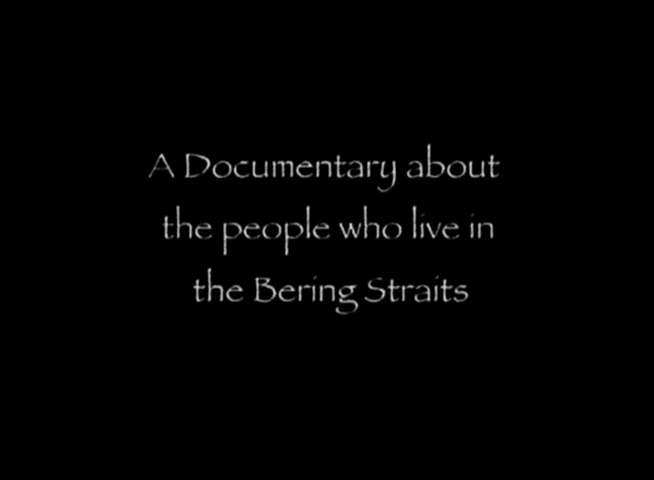 A Documentary about
the people who live in
the Bering Straits